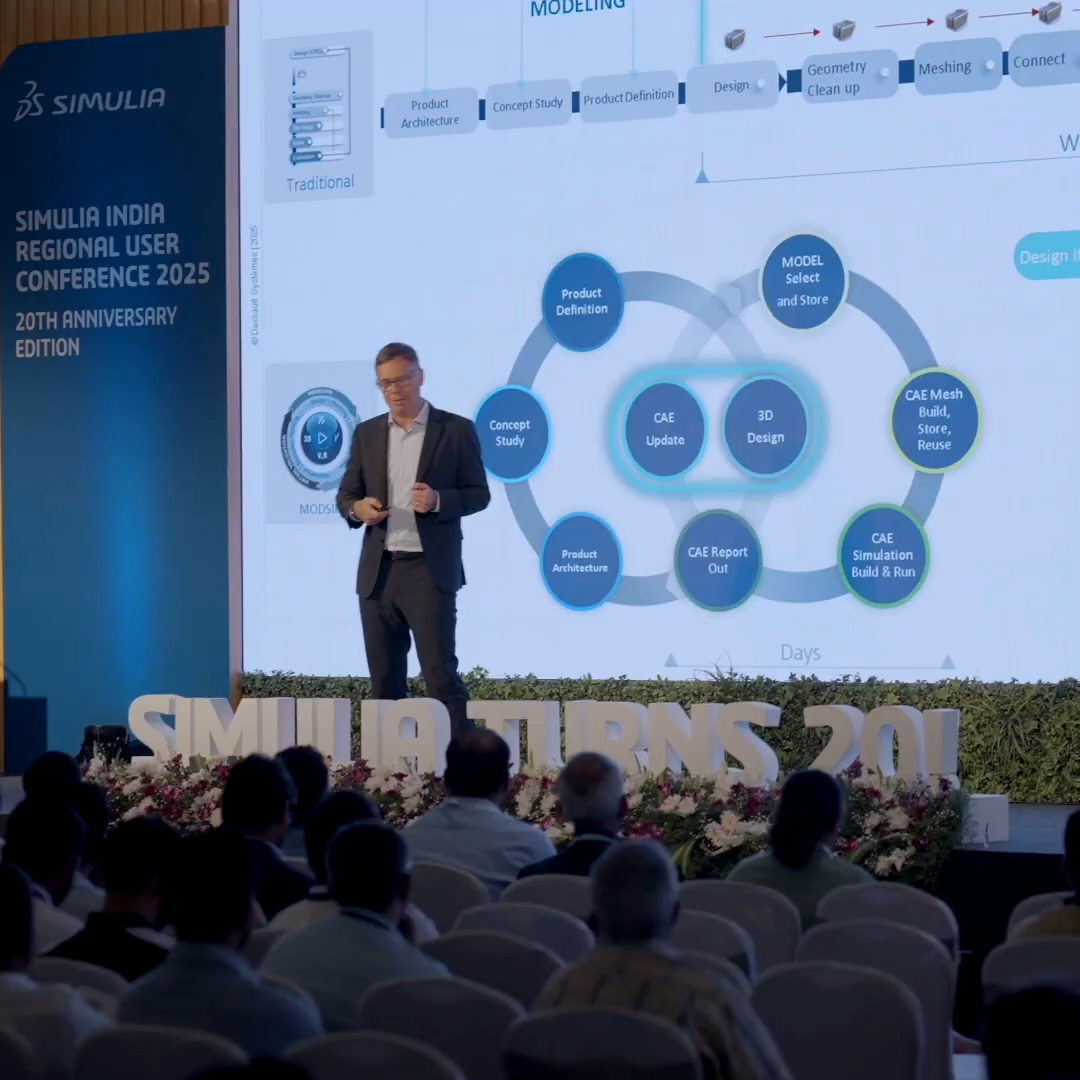 MODELING
Product
Architecture
Concept Study
Product Definition
Design
Geometry
Clean up
Meshing
Connect
Traditional
W
Design I
3DS SIMULIA
SIMULIA INDIA
REGIONAL USER
CONFERENCE 2025
20TH ANNIVERSARY
EDITION
© Dassault Systèmes | 2025
Product
Definition
MODEL
Select
and Store
Concept
Study
CAE
Update
3D
Design
CAE Mesh
Build,
Store,
Reuse
MODSI
Product
Architecture
CAE Report
Out
CAE
Simulation
Build & Run
Days
SIMULIA TURNS 20!